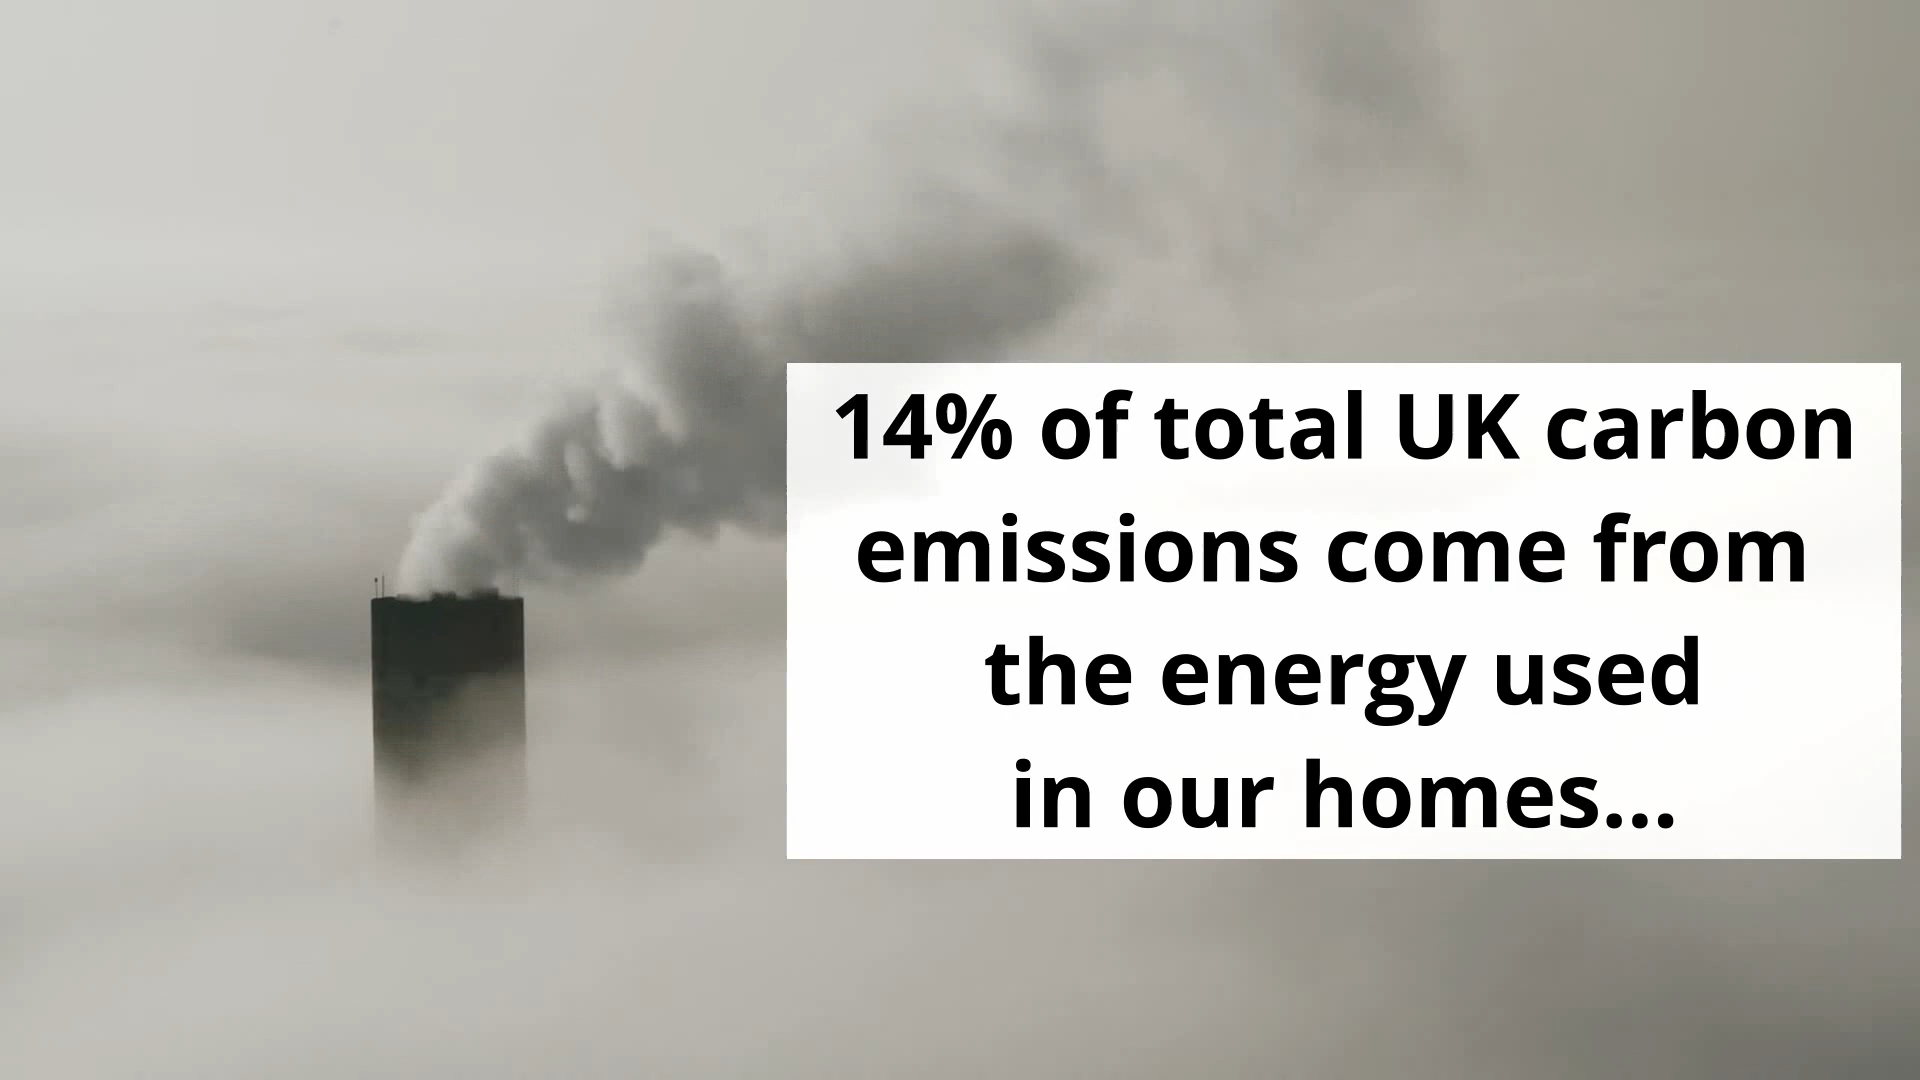 14% of total UK carbon
emissions come from
the energy used
in our homes...